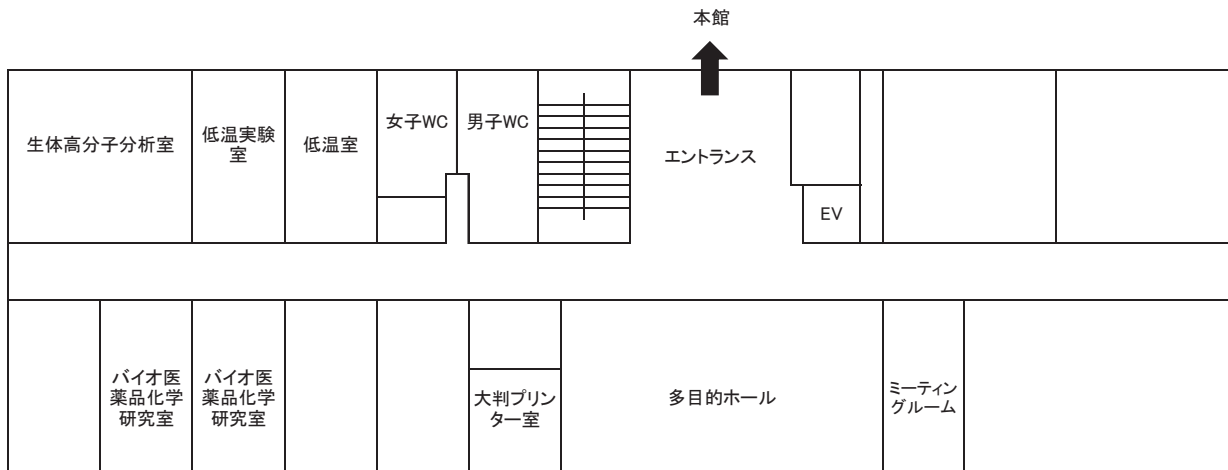 本館
生体高分子分析室
低温実験
室
低温室
女子WC
男子WC
エントランス
EV
バイオ医
薬品化学
研究室
バイオ医
薬品化学
研究室
大判プリン
ター室
多目的ホール
ミーティン
グルーム